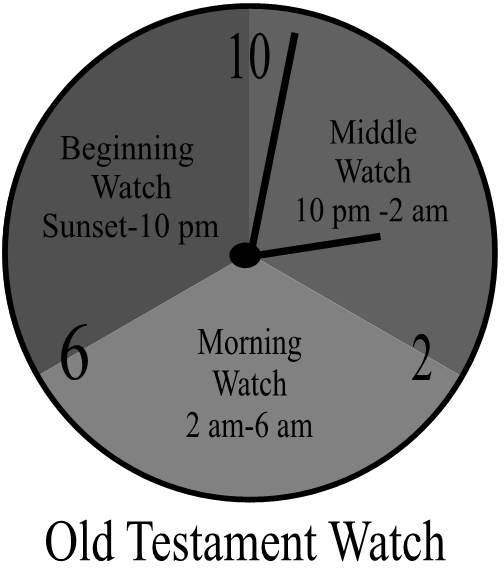 10
Beginning
Watch
Sunset-10 pm
Middle
Watch
10 pm -2 am
6
2
Morning
Watch
2 am-6 am
Old Testament Watch